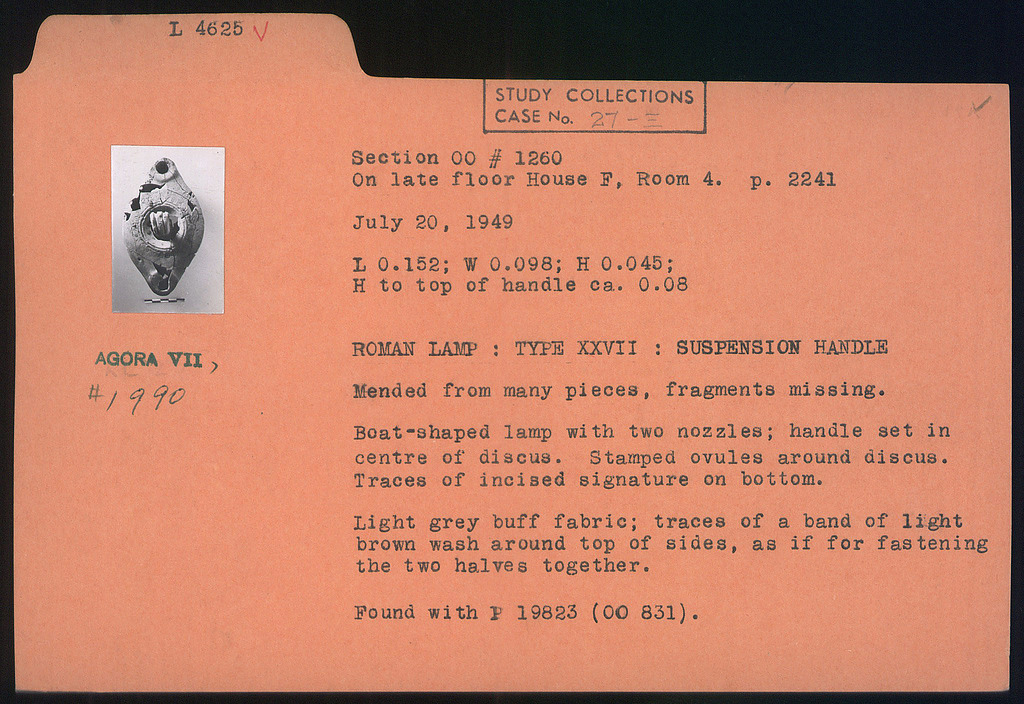 L 4625 V
STUDY COLLECTIONS
CASE No. 27 -
Section OO # 1260
On late floor House F, Room 4. p. 2241
July 20, 1949
L 0.152; W 0.098; H 0.045;
H to top of handle ca. 0.08
AGORA VII,
#1990
ROMAN LAMP : TYPE XXVII : SUSPENSION HANDLE
Mended from many pieces, fragments missing.
Boat-shaped lamp with two nozzles; handle set in
centre of discus. Stamped ovules around discus.
Traces of incised signature on bottom.
Light grey buff fabric; traces of a band of light
brown wash around top of sides, as if for fastening
the two halves together.
Found with P 19823 (OO 831).